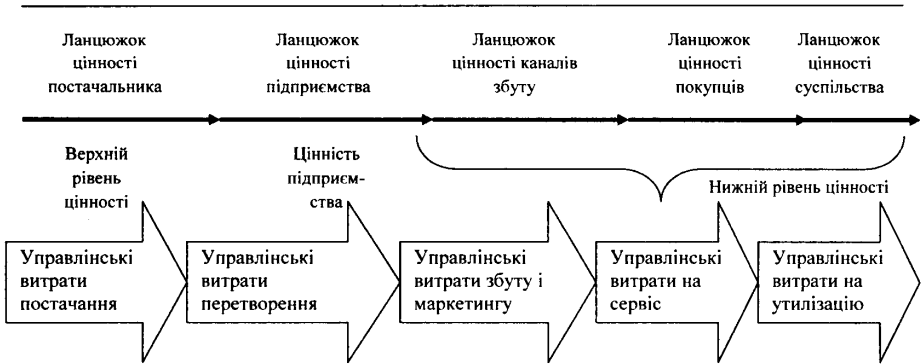 Ланцюжок
цінності
постачальника
Ланцюжок
цінності
підприємства
Ланцюжок
цінності каналів
збуту
Ланцюжок
цінності
покупців
Ланцюжок
цінності
суспільства
Верхній
рівень
цінності
Цінність
підприєм-
ства
Нижній рівень цінності
Управлінські
витрати
постачання
Управлінські
витрати
перетворення
Управлінські
витрати збуту і
маркетингу
Управлінські
витрати на
сервіс
Управлінські
витрати на
утилізацію